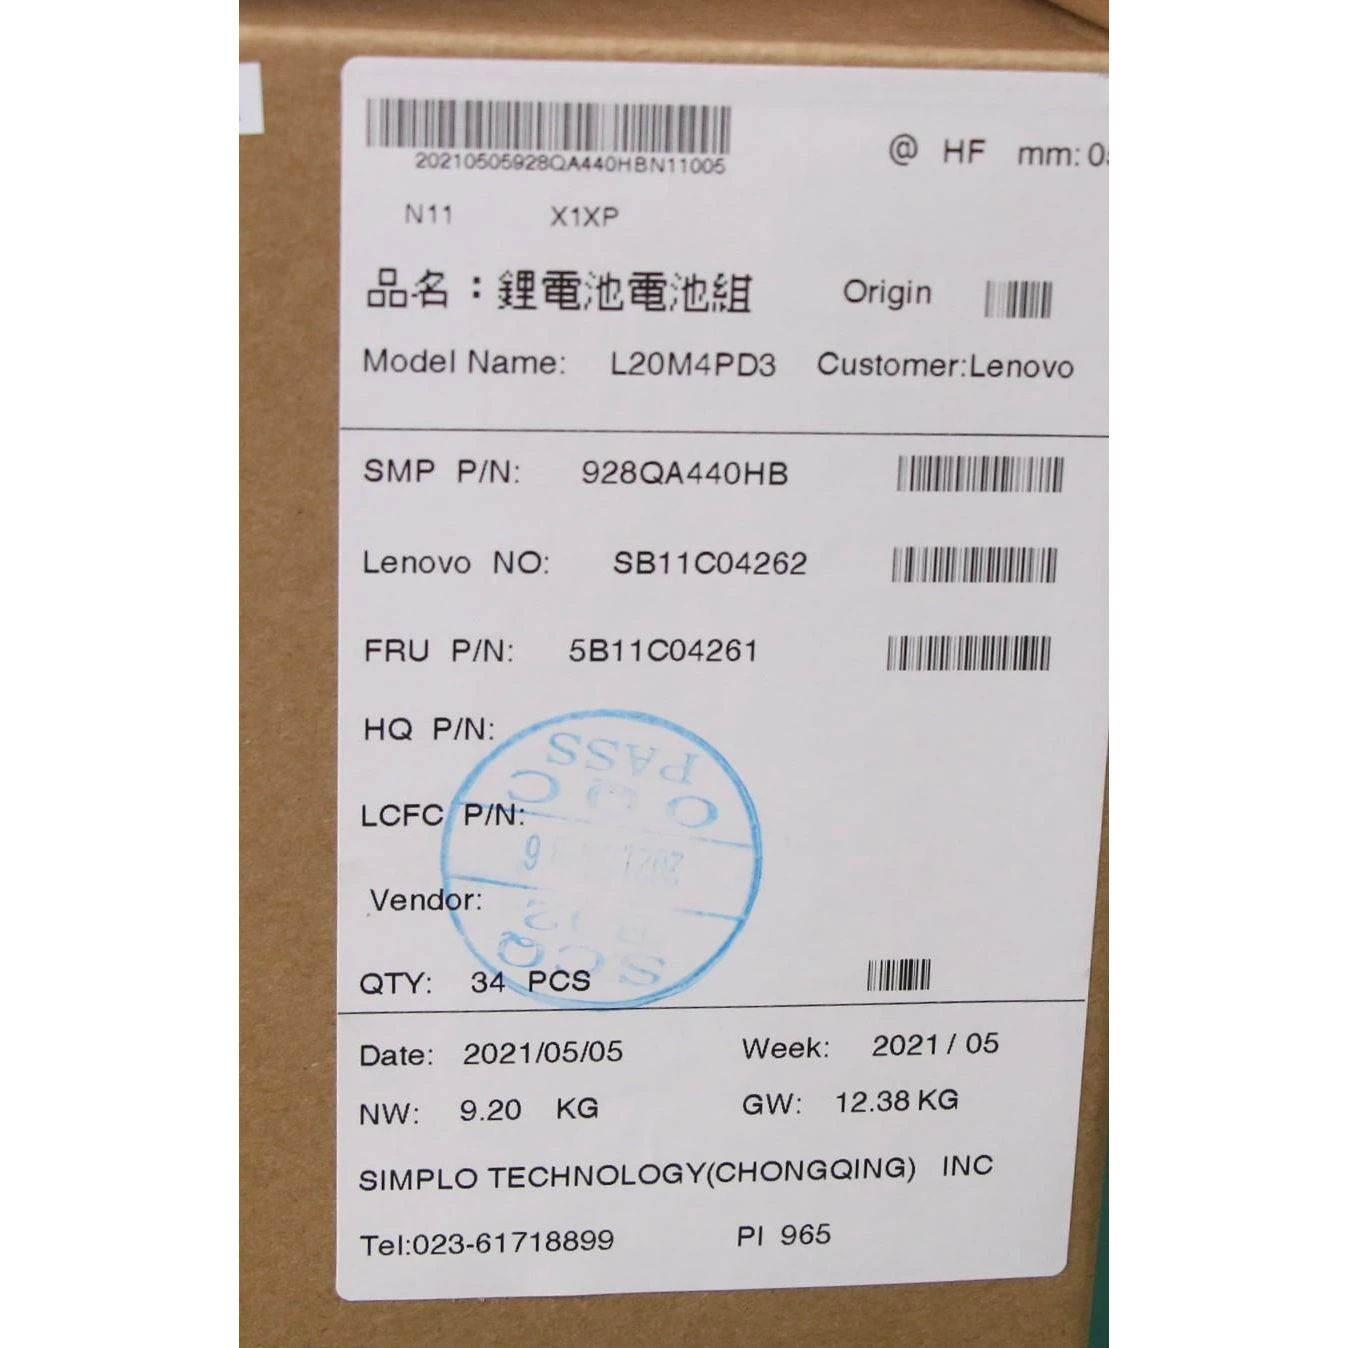 20210505928QA440HBN11005
@ HF mm:05
N11 X1XP
品名：鋰電池電池組 Origin
Model Name: L20M4PD3 Customer:Lenovo
SMP P/N: 928QA440HB
Lenovo NO: SB11C04262
FRU P/N: 5B11C04261
HQ P/N:
LCFC P/N:
Vendor:
PASS
OQC
SCQ
QTY: 34 PCS
Date: 2021/05/05 Week: 2021 / 05
NW: 9.20 KG GW: 12.38 KG
SIMPLO TECHNOLOGY(CHONGQING) INC
Tel:023-61718899 PI 965